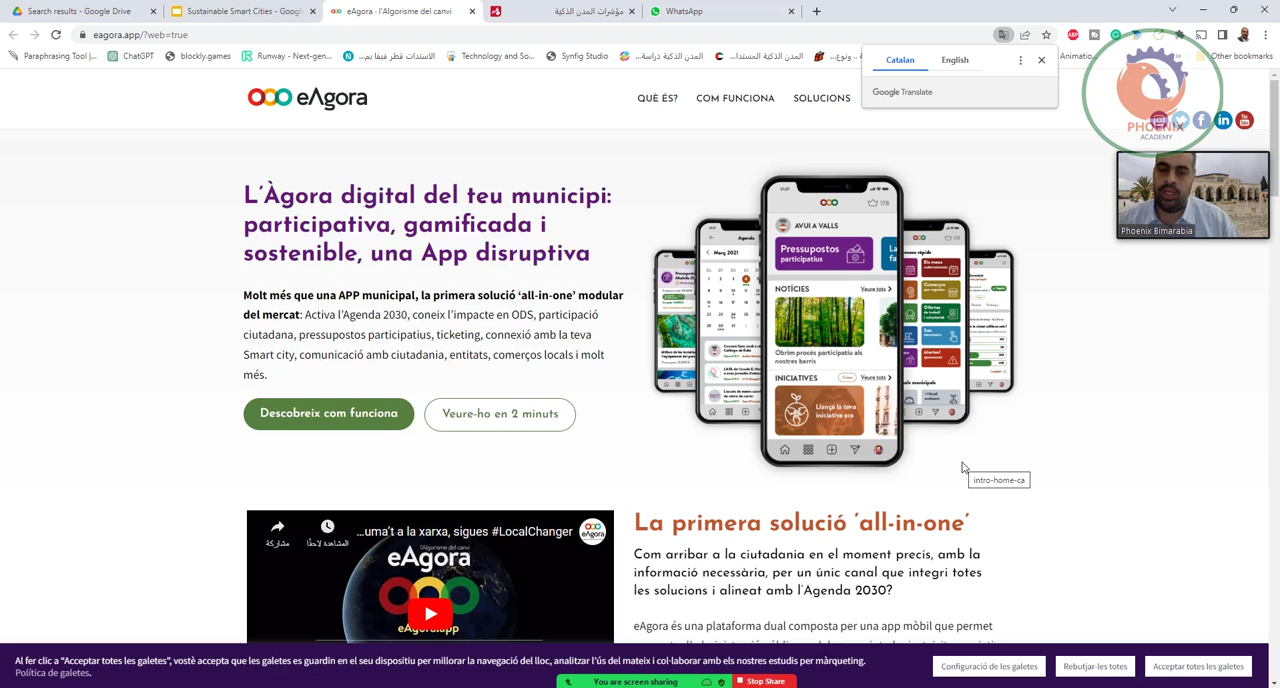 Search results - Google Drive
Sustainable Smart Cities - Googl
eAgora - l'Algorisme del canvi
مؤشرات المدن الذكية
WhatsApp
eagora.app/?web=true
Paraphrasing Tool |...
ChatGPT
blockly.games
Runway - Next-gen...
الاستدات قطر فيفا يم...
Technology and So...
Synfig Studio
المدن الذكية دراسة...
المدن الذكية المستدا...
.. ونوع
Animatio...
Other bookmarks
Catalan
English
Google Translate
eAgora
QUÈ ÉS?
COM FUNCIONA
SOLUCIONS
PHOENIX
ACADEMY
Phoenix Bimarabia
L'Àgora digital del teu municipi:
participativa, gamificada i
sostenible, una App disruptiva
Molt més que una APP municipal, la primera solució 'all-in-one' modular
del mercat: Activa l'Agenda 2030, coneix l'impacte en ODS, participació
ciutadana, pressupostos participatius, ticketing, connexió amb la teva
Smart city, comunicació amb ciutadania, entitats, comerços locals i molt
més.
Descobreix com funciona
Veure-ho en 2 minuts
178
AVUI A VALLS
Pressupostos
participatius
NOTÍCIES
Veure tots
Obrim procés participatiu als
nostres barris
INICIATIVES
Veure tots
Llança la teva
iniciativa ara
Agenda
Març 2021
intro-home-ca
...uma't a la xarxa, sigues #LocalChanger
مشاركة
المشاهدة لاحقًا
l'Algorisme del canvi
eAgora
eAgora.app
La primera solució 'all-in-one'
Com arribar a la ciutadania en el moment precís, amb la
informació necessària, per un únic canal que integri totes
les solucions i alineat amb l'Agenda 2030?
eAgora és una plataforma dual composta per una app mòbil que permet
Al fer clic a "Acceptar totes les galetes", vostè accepta que les galetes es guardin en el seu dispositiu per millorar la navegació del lloc, analitzar l'ús del mateix i col·laborar amb els nostres estudis per màrqueting.
Política de galetes.
Configuració de les galetes
Rebutjar-les totes
Acceptar totes les galetes
You are screen sharing
Stop Share